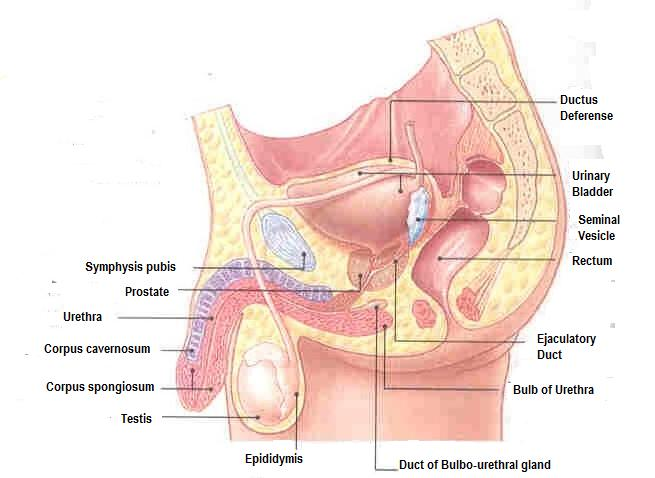 Ductus
Deferense
Urinary
Bladder
Seminal
Vesicle
Rectum
Symphysis pubis
Prostate
Urethra
Corpus cavernosum
Corpus spongiosum
Testis
Epididymis
Ejaculatory
Duct
Bulb of Urethra
Duct of Bulbo-urethral gland